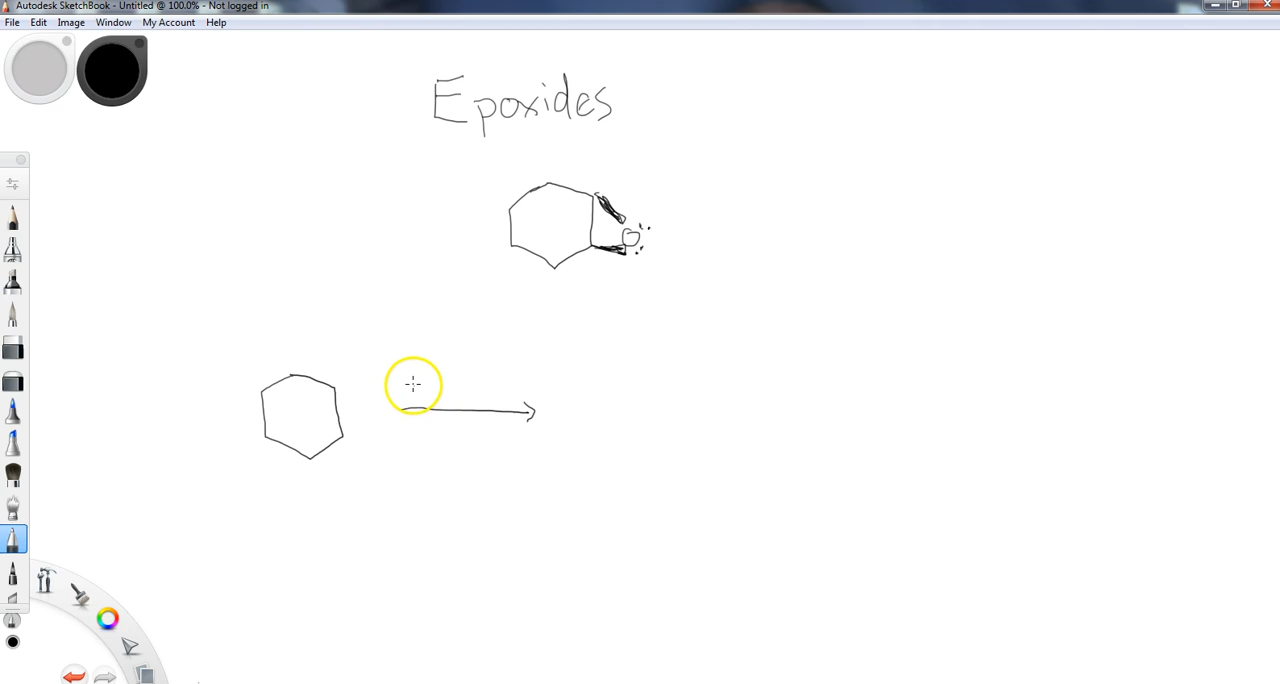 Autodesk SketchBook - Untitled @ 100.0% - Not logged in
File Edit Image Window My Account Help
Epoxides
O